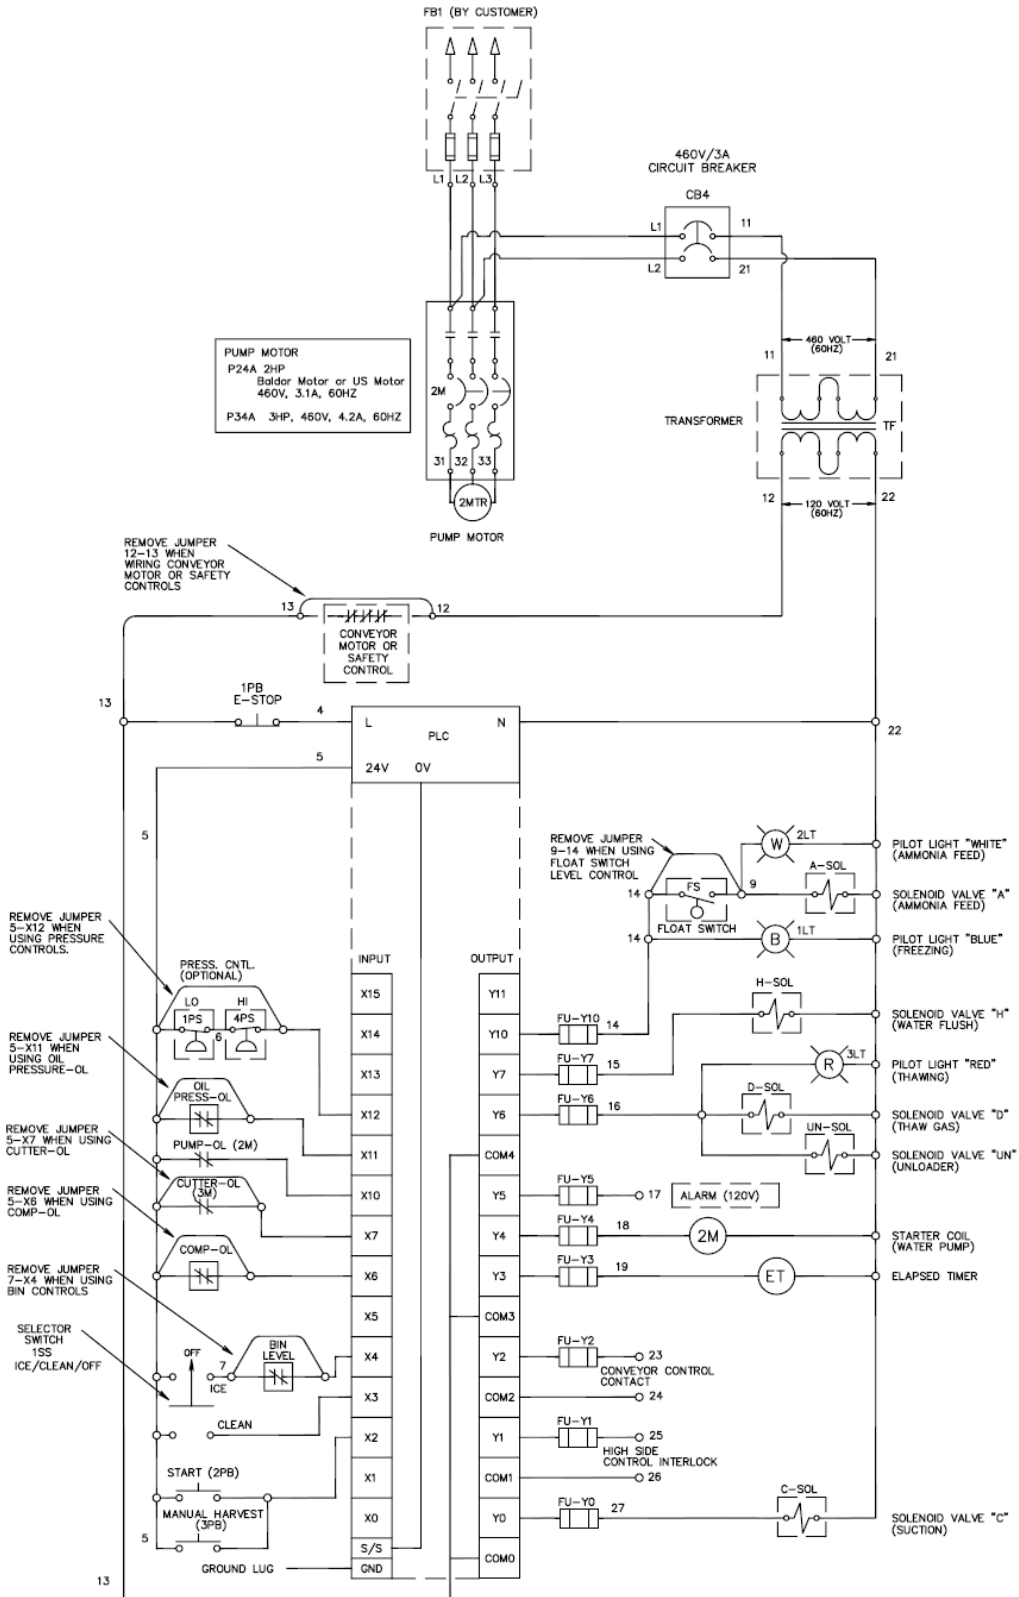 FB1 (BY CUSTOMER)
L1
L2
L3
460V/3A
CIRCUIT BREAKER
CB4
L1
11
L2
21
PUMP MOTOR
P24A 2HP
Baldor Motor or US Motor
460V, 3.1A, 60HZ
P34A 3HP, 460V, 4.2A, 60HZ
2M
31
32
33
2MTR
PUMP MOTOR
460 VOLT
(60HZ)
11
21
TRANSFORMER
TF
12
120 VOLT
(60HZ)
22
REMOVE JUMPER
12-13 WHEN
WIRING CONVEYOR
MOTOR OR SAFETY
CONTROLS
13
12
CONVEYOR
MOTOR OR
SAFETY
CONTROL
13
1PB
E-STOP
4
L
N
PLC
22
5
24V
0V
5
REMOVE JUMPER
9-14 WHEN USING
FLOAT SWITCH
LEVEL CONTROL
W
2LT
PILOT LIGHT "WHITE"
(AMMONIA FEED)
14
FS
9
FLOAT SWITCH
A-SOL
SOLENOID VALVE "A"
(AMMONIA FEED)
14
B
1LT
PILOT LIGHT "BLUE"
(FREEZING)
REMOVE JUMPER
5-X12 WHEN
USING PRESSURE
CONTROLS.
PRESS. CNTL.
(OPTIONAL)
LO
1PS
6
HI
4PS
INPUT
OUTPUT
X15
Y11
X14
Y10
FU-Y10
14
H-SOL
SOLENOID VALVE "H"
(WATER FLUSH)
REMOVE JUMPER
5-X11 WHEN
USING OIL
PRESSURE-OL
X13
Y7
FU-Y7
15
R
3LT
PILOT LIGHT "RED"
(THAWING)
OIL
PRESS-OL
X12
Y6
FU-Y6
16
D-SOL
SOLENOID VALVE "D"
(THAW GAS)
REMOVE JUMPER
5-X7 WHEN USING
CUTTER-OL
PUMP-OL (2M)
X11
COM4
UN-SOL
SOLENOID VALVE "UN"
(UNLOADER)
REMOVE JUMPER
5-X6 WHEN USING
COMP-OL
CUTTER-OL
(3M)
X10
Y5
FU-Y5
17
ALARM (120V)
X7
Y4
FU-Y4
18
2M
STARTER COIL
(WATER PUMP)
COMP-OL
X6
Y3
FU-Y3
19
ET
ELAPSED TIMER
REMOVE JUMPER
7-X4 WHEN USING
BIN CONTROLS
X5
COM3
SELECTOR
SWITCH
1SS
ICE/CLEAN/OFF
OFF
7
ICE
BIN
LEVEL
X4
Y2
FU-Y2
23
CONVEYOR CONTROL
CONTACT
X3
COM2
24
CLEAN
X2
Y1
FU-Y1
25
HIGH SIDE
CONTROL INTERLOCK
START (2PB)
X1
COM1
26
MANUAL HARVEST
(3PB)
X0
Y0
FU-Y0
27
C-SOL
SOLENOID VALVE "C"
(SUCTION)
5
S/S
COM0
GROUND LUG
GND
13